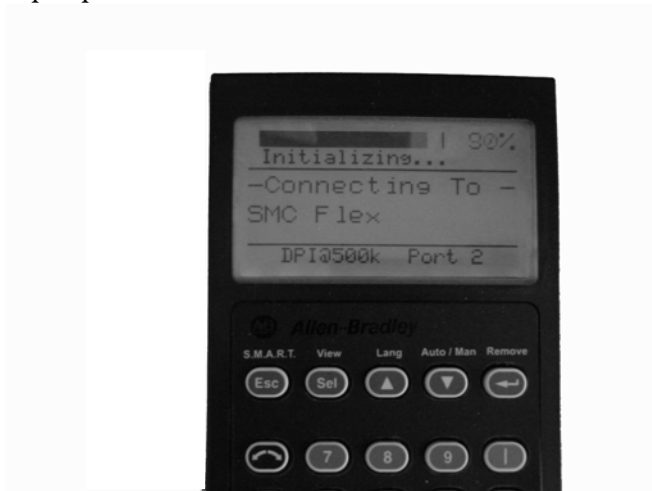 90%
Initializing...
-Connecting To -
SMC Flex
DPI@500k Port 2
Allen-Bradley
S.M.A.R.T. View Lang Auto / Man Remove
Esc Sel
7 8 9